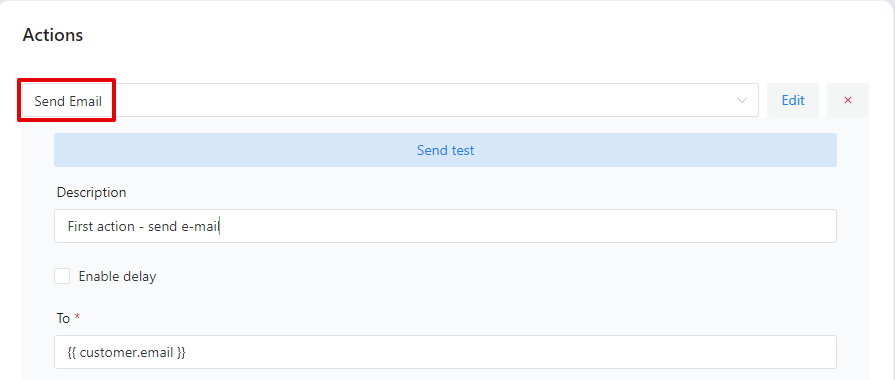 Actions
Send Email
Edit
×
Send test
Description
First action - send e-mail
Enable delay
To *
{{ customer.email }}